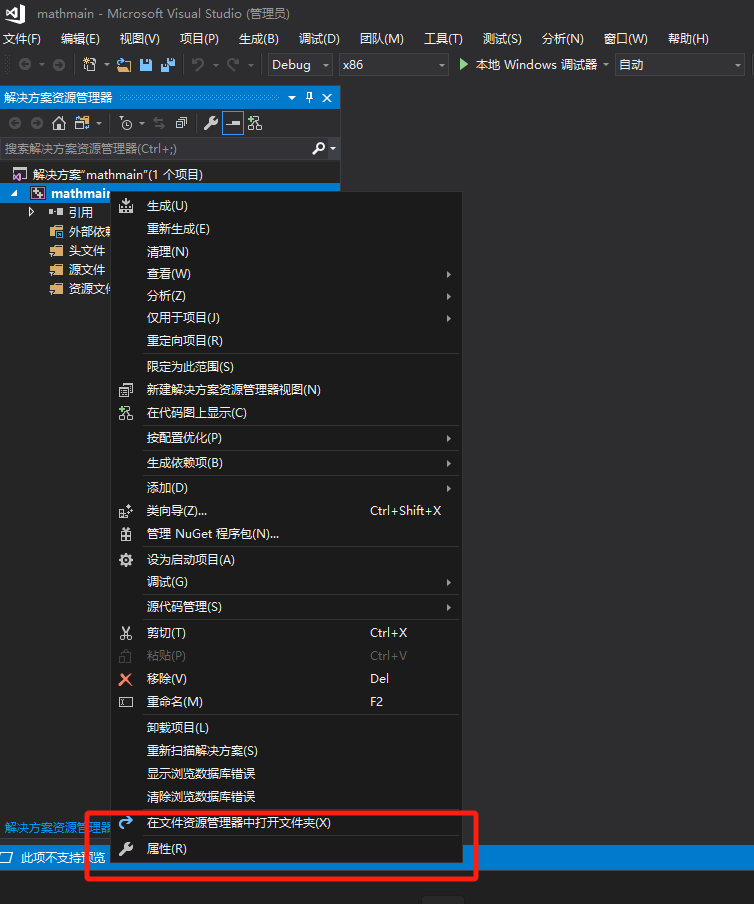 mathmain - Microsoft Visual Studio (管理员)
文件(F) 编辑(E) 视图(V) 项目(P) 生成(B) 调试(D) 团队(M) 工具(T) 测试(S) 分析(N) 窗口(W) 帮助(H)
Debug x86 本地 Windows 调试器 自动
解决方案资源管理器
搜索解决方案资源管理器(Ctrl+;)
解决方案"mathmain"(1 个项目)
mathmain
引用
外部依
头文件
源文件
资源文
生成(U)
重新生成(E)
清理(N)
查看(W)
分析(Z)
仅用于项目(J)
重定向项目(R)
限定为此范围(S)
新建解决方案资源管理器视图(N)
在代码图上显示(C)
按配置优化(P)
生成依赖项(B)
添加(D)
类向导(Z)... Ctrl+Shift+X
管理 NuGet 程序包(N)...
设为启动项目(A)
调试(G)
源代码管理(S)
剪切(T) Ctrl+X
粘贴(P) Ctrl+V
移除(V) Del
重命名(M) F2
卸载项目(L)
重新扫描解决方案(S)
显示浏览数据库错误
清除浏览数据库错误
在文件资源管理器中打开文件夹(X)
解决方案资源管理器
属性(R)
此项不支持预览